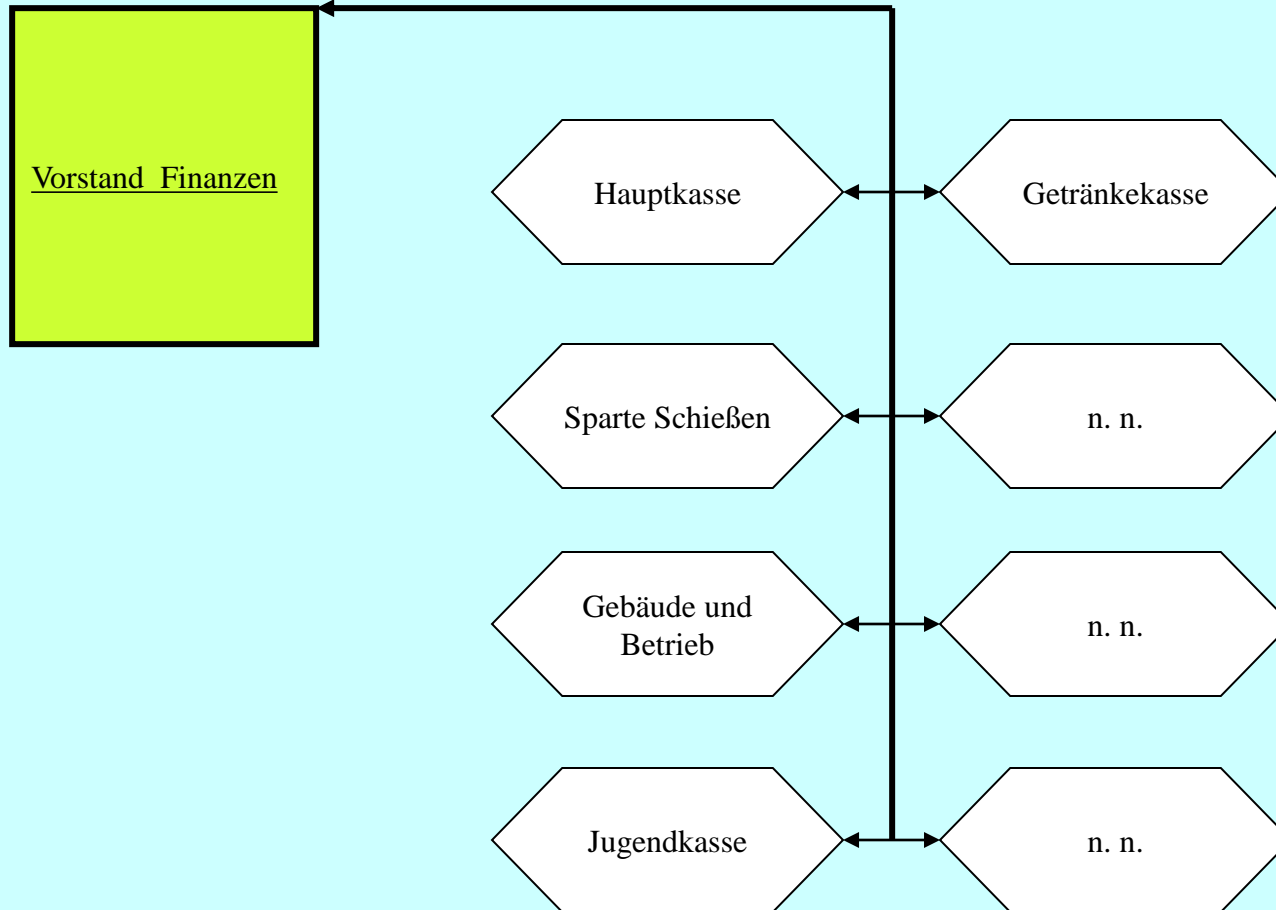 Vorstand  Finanzen
Hauptkasse
Getränkekasse
Sparte Schießen
n. n.
Gebäude und
Betrieb
n. n.
Jugendkasse
n. n.